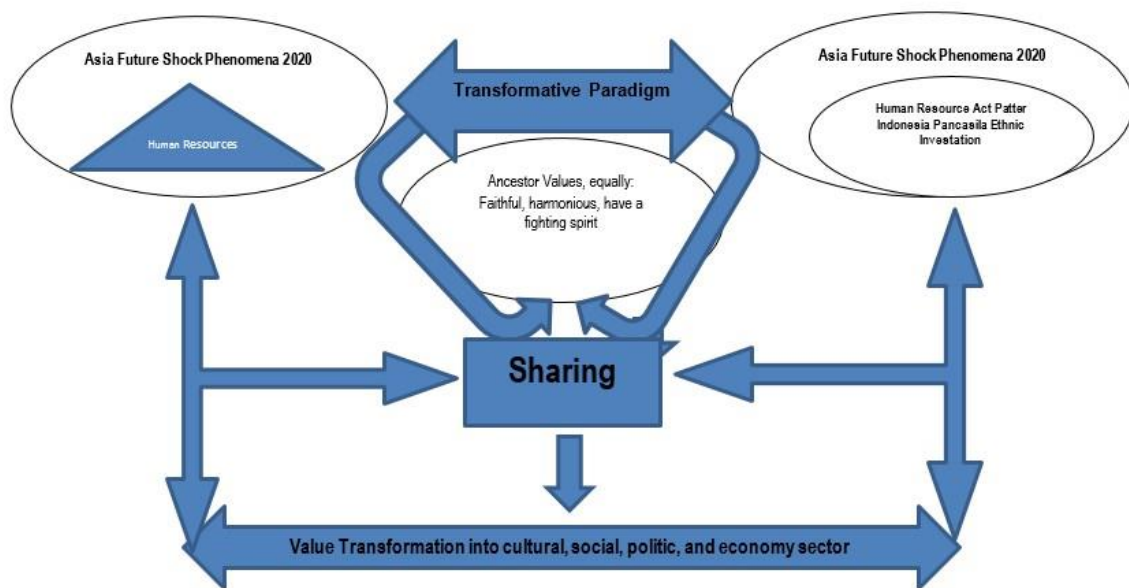 Asia Future Shock Phenomena 2020
Human Resources
Transformative Paradigm
Asia Future Shock Phenomena 2020
Human Resource Act Patter
Indonesia Pancasila Ethnic
Investation
Ancestor Values, equally:
Faithful, harmonious, have a
fighting spirit
Sharing
Value Transformation into cultural, social, politic, and economy sector